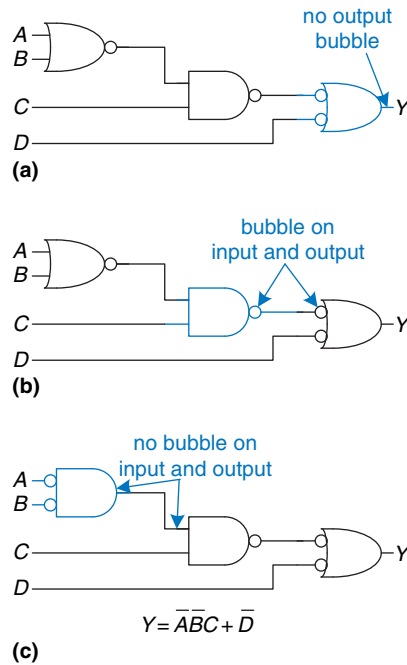 no output
bubble
A
B
C
D
Y
(a)
bubble on
input and output
A
B
C
D
Y
(b)
no bubble on
input and output
A
B
C
D
Y
Y = A̅B̅C + D̅
(c)